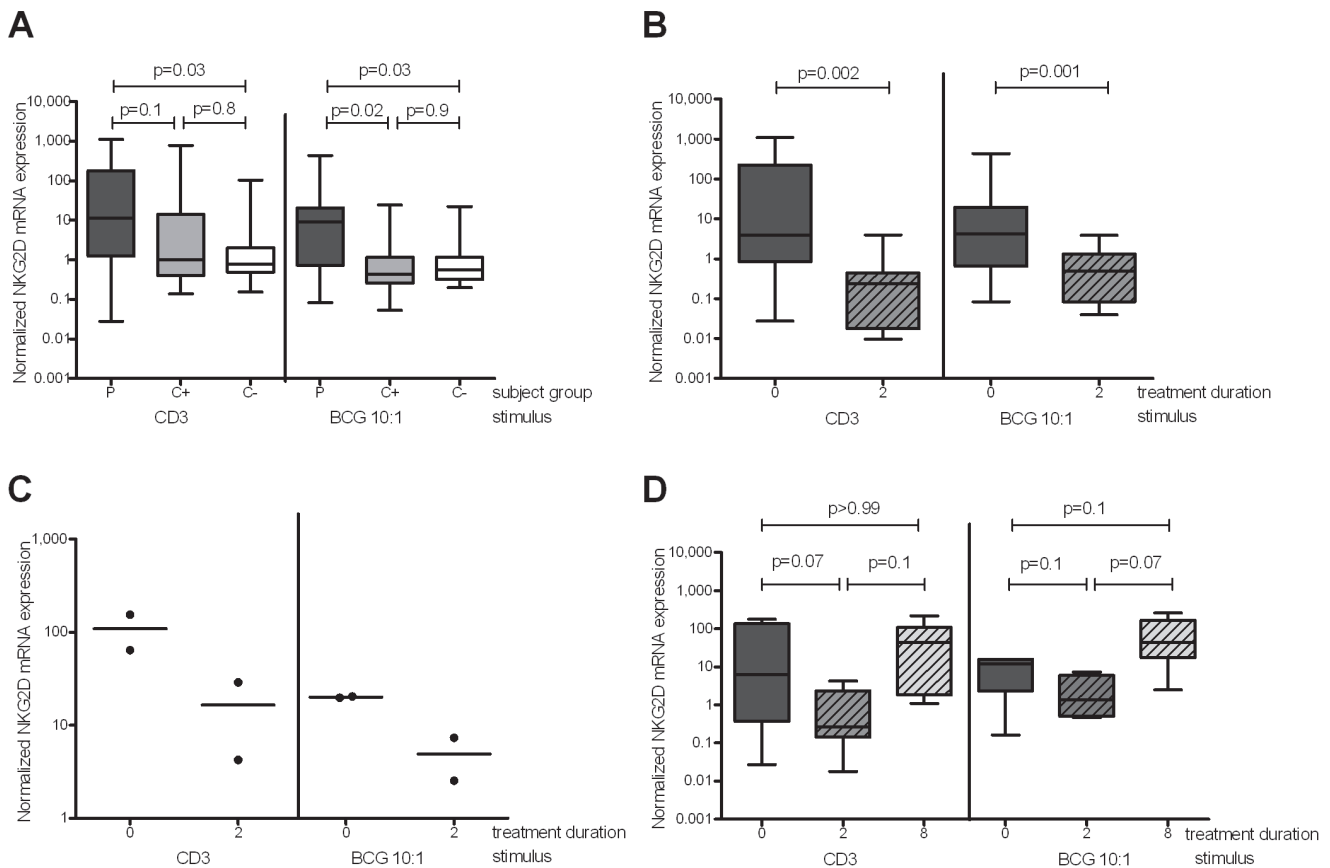 A
p=0.03
p=0.03
p=0.1
p=0.8
p=0.02
p=0.9
Normalized NKG2D mRNA expression
10,000
1,000
100
10
1
0.1
0.01
0.001
P
C+
C-
P
C+
C-
subject group
CD3
BCG 10:1
stimulus
B
p=0.002
p=0.001
Normalized NKG2D mRNA expression
10,000
1,000
100
10
1
0.1
0.01
0.001
0
2
0
2
treatment duration
CD3
BCG 10:1
stimulus
C
Normalized NKG2D mRNA expression
1,000
100
10
1
0
2
0
2
treatment duration
CD3
BCG 10:1
stimulus
D
p>0.99
p=0.1
p=0.07
p=0.1
p=0.1
p=0.07
Normalized NKG2D mRNA expression
10,000
1,000
100
10
1
0.1
0.01
0.001
0
2
8
0
2
8
treatment duration
CD3
BCG 10:1
stimulus